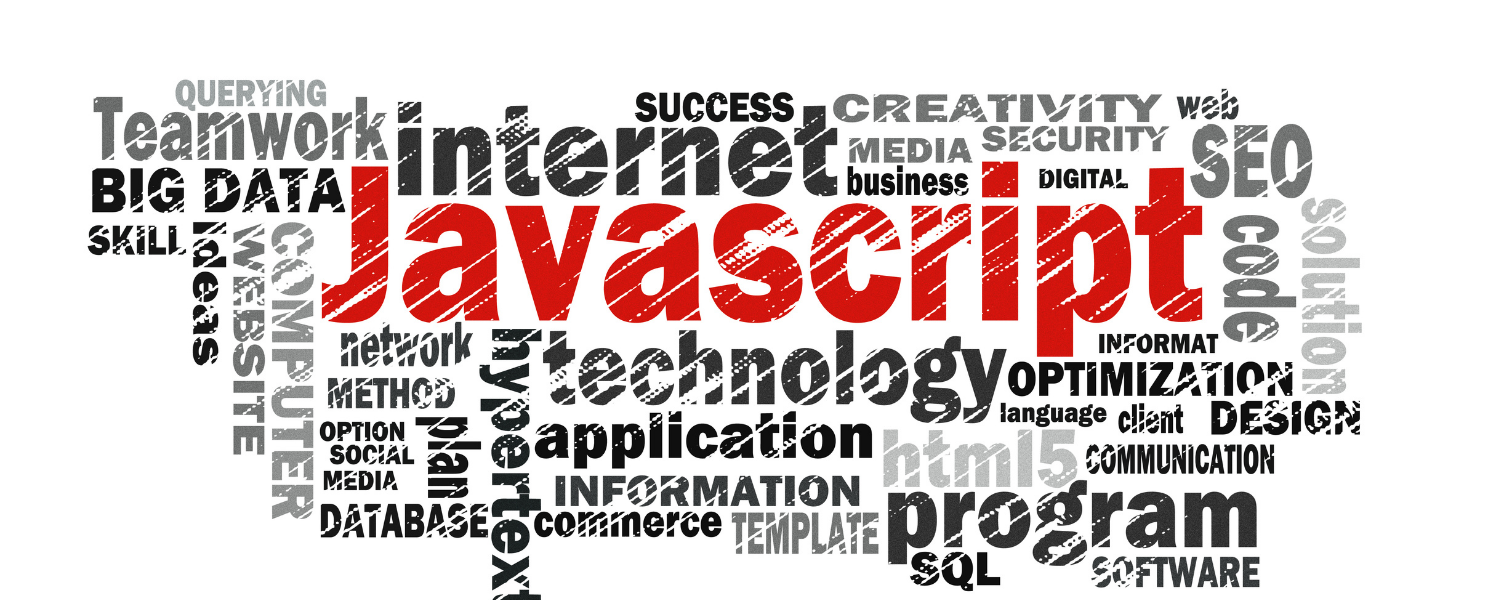 QUERYING
Teamwork
internet
SUCCESS
CREATIVITY
web
MEDIA
SECURITY
SEO
BIG DATA
business
DIGITAL
Javascript
SKILL
ideas
WEBSITE
COMPUTER
code
solution
network
hypertext
technology
INFORMAT
METHOD
OPTIMIZATION
OPTION
plan
application
language
client
DESIGN
SOCIAL
html5
COMMUNICATION
MEDIA
INFORMATION
program
DATABASE
commerce
TEMPLATE
SQL
SOFTWARE